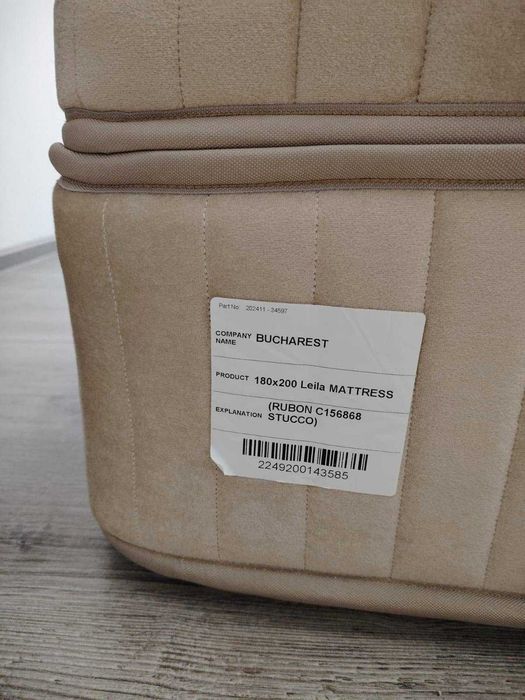 Part No: 202411 - 34597
COMPANY NAME BUCHAREST
PRODUCT 180x200 Leila MATTRESS
EXPLANATION (RUBON C156868
STUCCO)
2249200143585